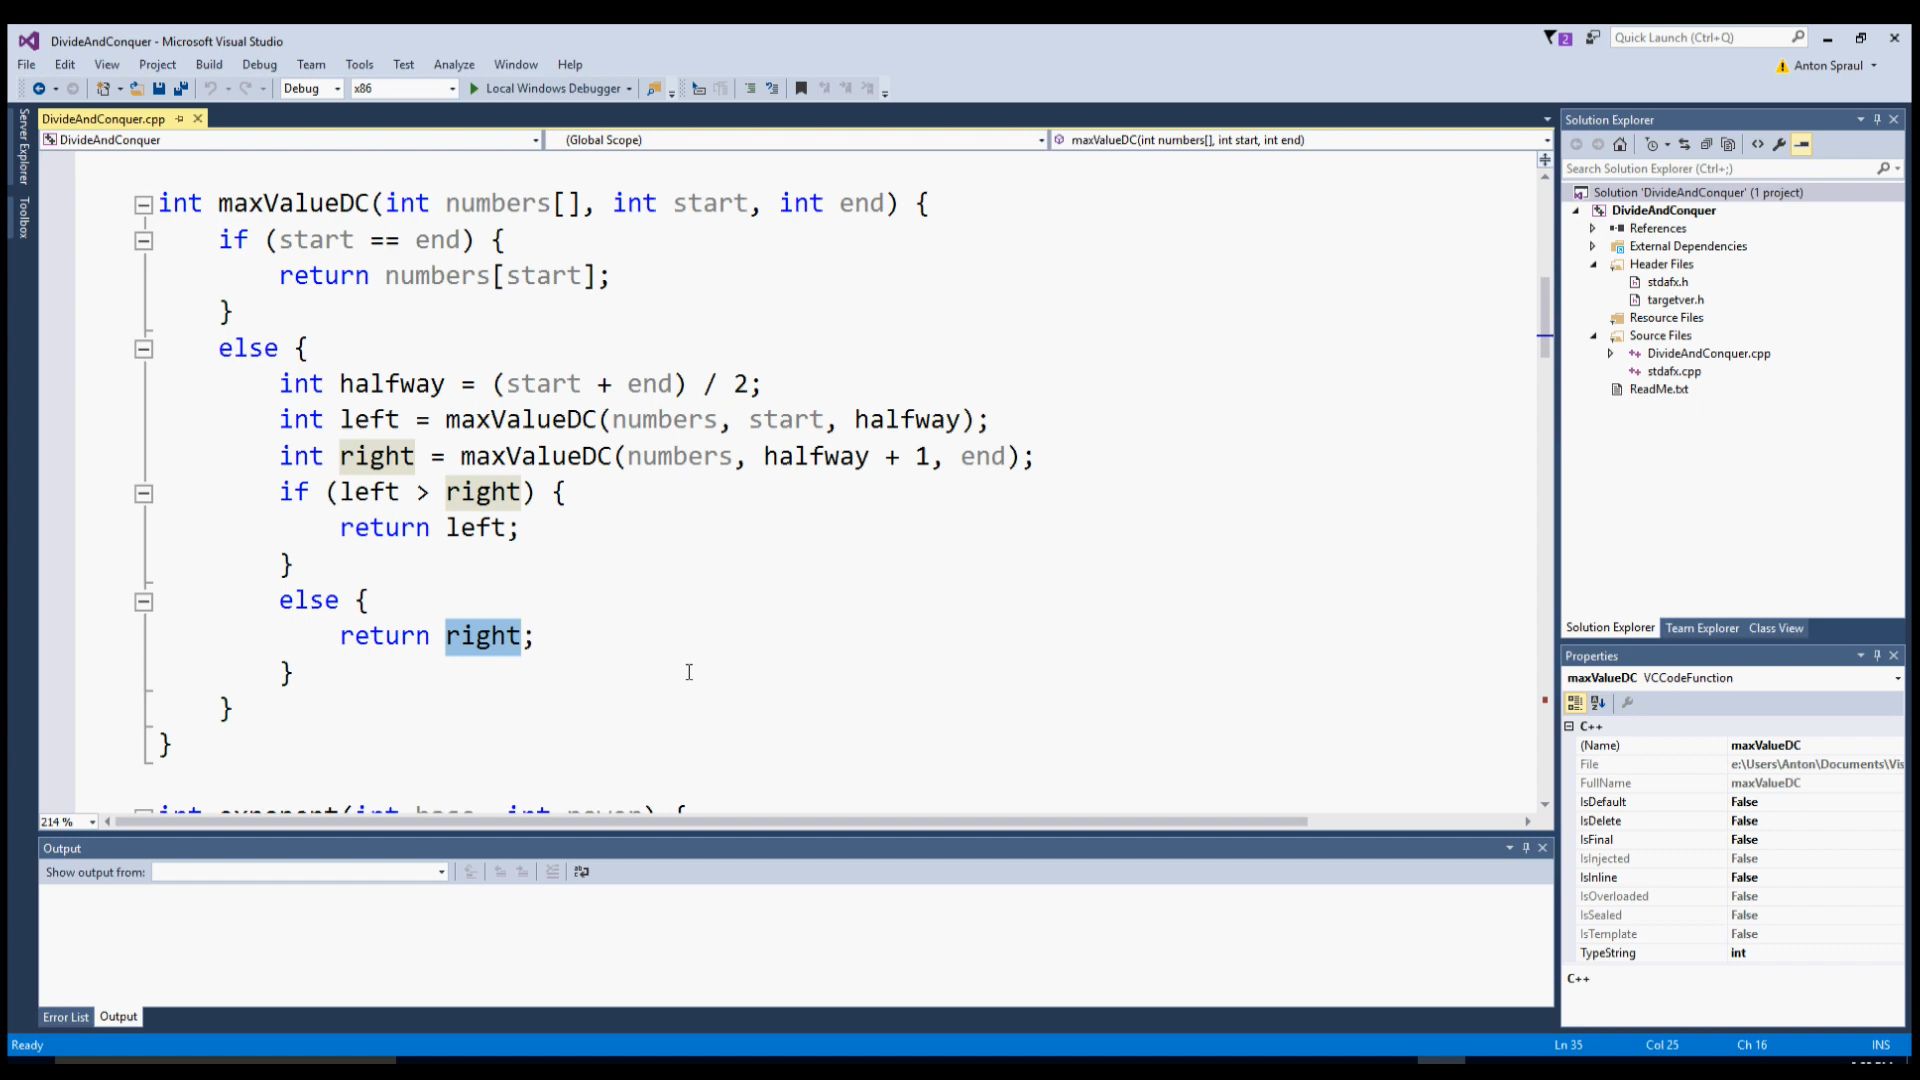 DivideAndConquer - Microsoft Visual Studio
2
Quick Launch (Ctrl+Q)
File Edit View Project Build Debug Team Tools Test Analyze Window Help
Anton Spraul
Debug x86 Local Windows Debugger
Server Explorer
Toolbox
DivideAndConquer.cpp
DivideAndConquer (Global Scope) maxValueDC(int numbers[], int start, int end)
int maxValueDC(int numbers[], int start, int end) {
if (start == end) {
return numbers[start];
}
else {
int halfway = (start + end) / 2;
int left = maxValueDC(numbers, start, halfway);
int right = maxValueDC(numbers, halfway + 1, end);
if (left > right) {
return left;
}
else {
return right;
}
}
}
int exponent(int base, int power) {
214 %
Output
Show output from:
Error List Output
Solution Explorer
Search Solution Explorer (Ctrl+;)
Solution 'DivideAndConquer' (1 project)
DivideAndConquer
References
External Dependencies
Header Files
stdafx.h
targetver.h
Resource Files
Source Files
DivideAndConquer.cpp
stdafx.cpp
ReadMe.txt
Solution Explorer Team Explorer Class View
Properties
maxValueDC VCCodeFunction
C++
(Name) maxValueDC
File e:\Users\Anton\Documents\Vis
FullName maxValueDC
IsDefault False
IsDelete False
IsFinal False
IsInjected False
IsInline False
IsOverloaded False
IsSealed False
IsTemplate False
TypeString int
C++
Ready Ln 35 Col 25 Ch 16 INS